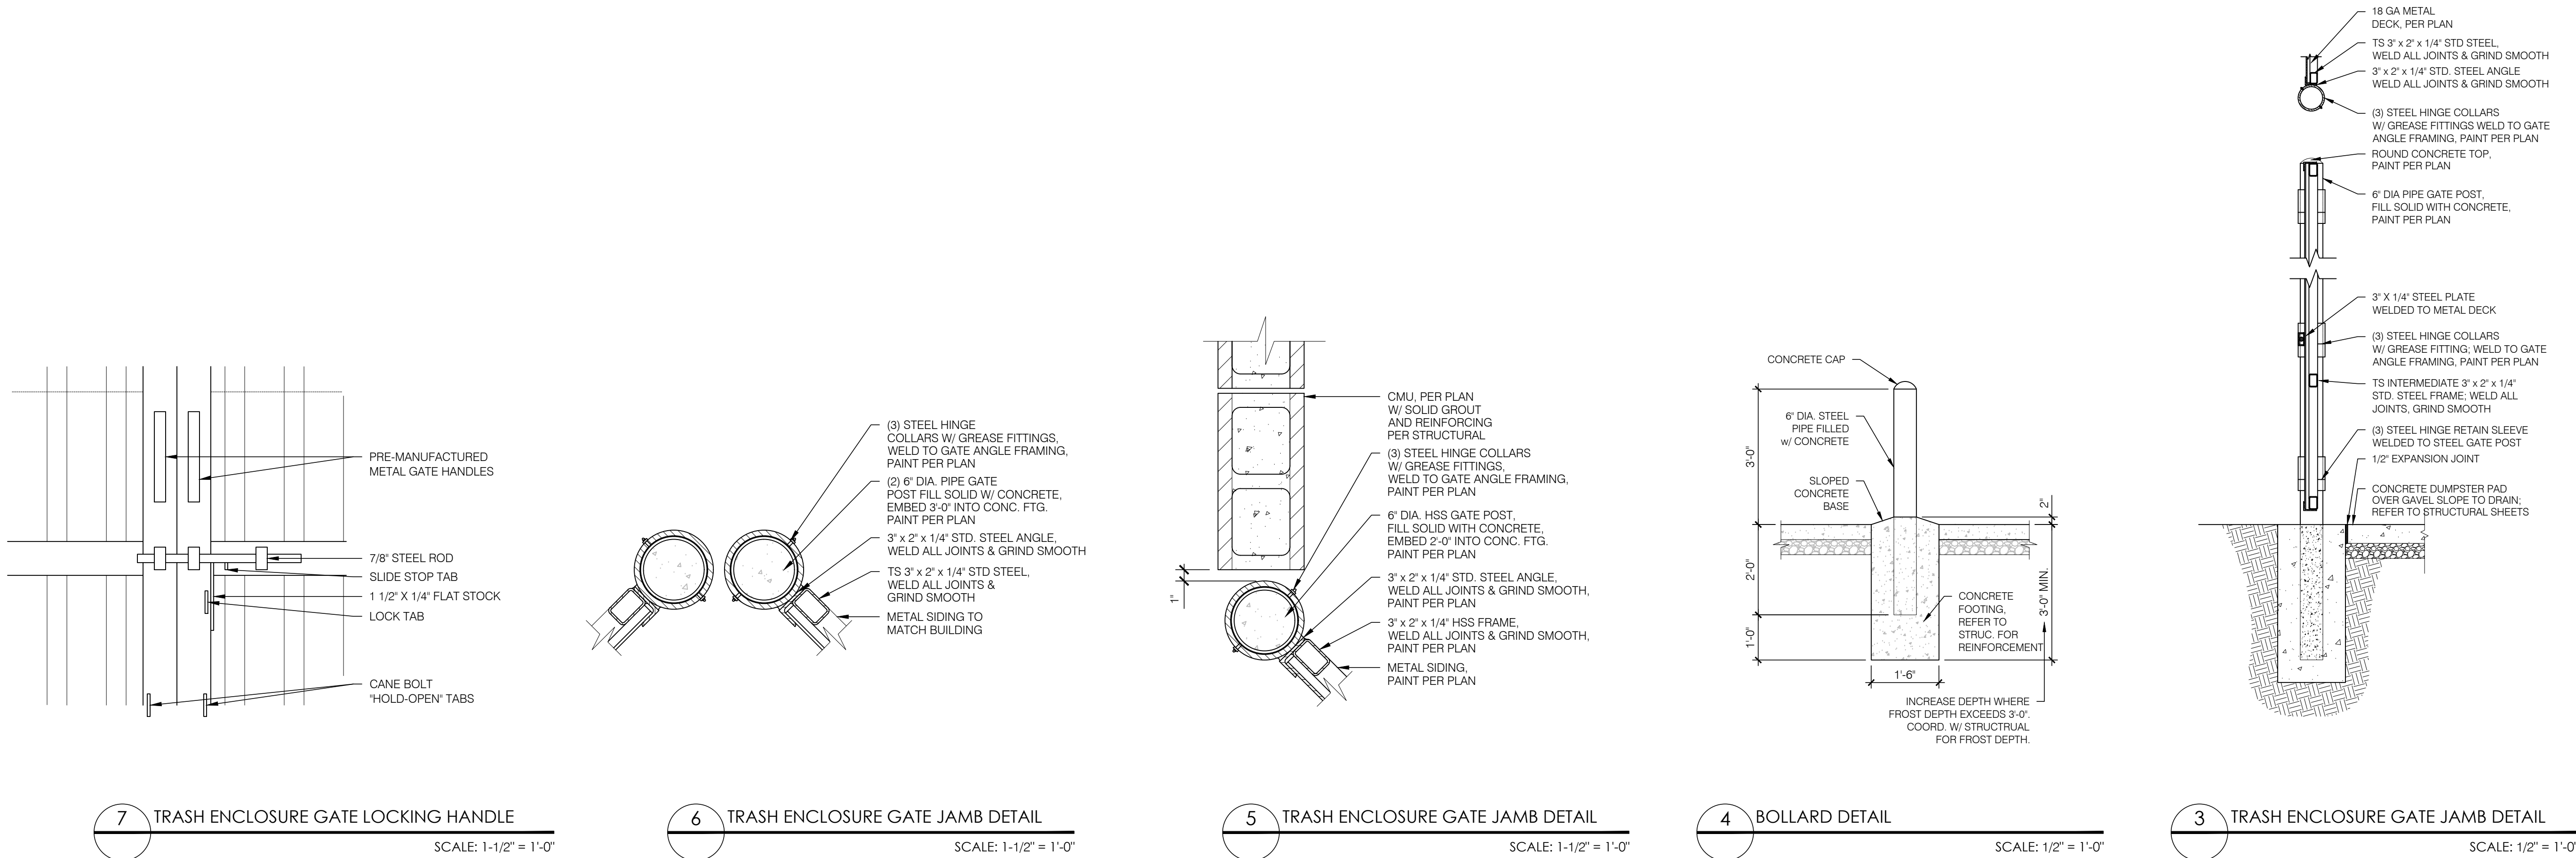 PRE-MANUFACTURED
METAL GATE HANDLES
7/8" STEEL ROD
SLIDE STOP TAB
1 1/2" X 1/4" FLAT STOCK
LOCK TAB
CANE BOLT
"HOLD-OPEN" TABS
7
TRASH ENCLOSURE GATE LOCKING HANDLE
SCALE: 1-1/2" = 1'-0"
(3) STEEL HINGE
COLLARS W/ GREASE FITTINGS,
WELD TO GATE ANGLE FRAMING,
PAINT PER PLAN
(2) 6" DIA. PIPE GATE
POST FILL SOLID W/ CONCRETE,
EMBED 3'-0" INTO CONC. FTG.
PAINT PER PLAN
3" x 2" x 1/4" STD. STEEL ANGLE,
WELD ALL JOINTS & GRIND SMOOTH
TS 3" x 2" x 1/4" STD STEEL,
WELD ALL JOINTS &
GRIND SMOOTH
METAL SIDING TO
MATCH BUILDING
6
TRASH ENCLOSURE GATE JAMB DETAIL
SCALE: 1-1/2" = 1'-0"
CMU, PER PLAN
W/ SOLID GROUT
AND REINFORCING
PER STRUCTURAL
(3) STEEL HINGE COLLARS
W/ GREASE FITTINGS,
WELD TO GATE ANGLE FRAMING,
PAINT PER PLAN
6" DIA. HSS GATE POST,
FILL SOLID WITH CONCRETE,
EMBED 2'-0" INTO CONC. FTG.
PAINT PER PLAN
1"
3" x 2" x 1/4" STD. STEEL ANGLE,
WELD ALL JOINTS & GRIND SMOOTH,
PAINT PER PLAN
3" x 2" x 1/4" HSS FRAME,
WELD ALL JOINTS & GRIND SMOOTH,
PAINT PER PLAN
METAL SIDING,
PAINT PER PLAN
5
TRASH ENCLOSURE GATE JAMB DETAIL
SCALE: 1-1/2" = 1'-0"
CONCRETE CAP
6" DIA. STEEL
PIPE FILLED
w/ CONCRETE
3'-0"
SLOPED
CONCRETE
BASE
2"
2'-0"
1'-0"
3'-0" MIN.
CONCRETE
FOOTING,
REFER TO
STRUC. FOR
REINFORCEMENT
1'-6"
INCREASE DEPTH WHERE
FROST DEPTH EXCEEDS 3'-0".
COORD. W/ STRUCTRUAL
FOR FROST DEPTH.
4
BOLLARD DETAIL
SCALE: 1/2" = 1'-0"
18 GA METAL
DECK, PER PLAN
TS 3" x 2" x 1/4" STD STEEL,
WELD ALL JOINTS & GRIND SMOOTH
3" x 2" x 1/4" STD. STEEL ANGLE
WELD ALL JOINTS & GRIND SMOOTH
(3) STEEL HINGE COLLARS
W/ GREASE FITTINGS WELD TO GATE
ANGLE FRAMING, PAINT PER PLAN
ROUND CONCRETE TOP,
PAINT PER PLAN
6" DIA PIPE GATE POST,
FILL SOLID WITH CONCRETE,
PAINT PER PLAN
3" X 1/4" STEEL PLATE
WELDED TO METAL DECK
(3) STEEL HINGE COLLARS
W/ GREASE FITTING; WELD TO GATE
ANGLE FRAMING, PAINT PER PLAN
TS INTERMEDIATE 3" x 2" x 1/4"
STD. STEEL FRAME; WELD ALL
JOINTS, GRIND SMOOTH
(3) STEEL HINGE RETAIN SLEEVE
WELDED TO STEEL GATE POST
1/2" EXPANSION JOINT
CONCRETE DUMPSTER PAD
OVER GAVEL SLOPE TO DRAIN;
REFER TO STRUCTURAL SHEETS
3
TRASH ENCLOSURE GATE JAMB DETAIL
SCALE: 1/2" = 1'-0"